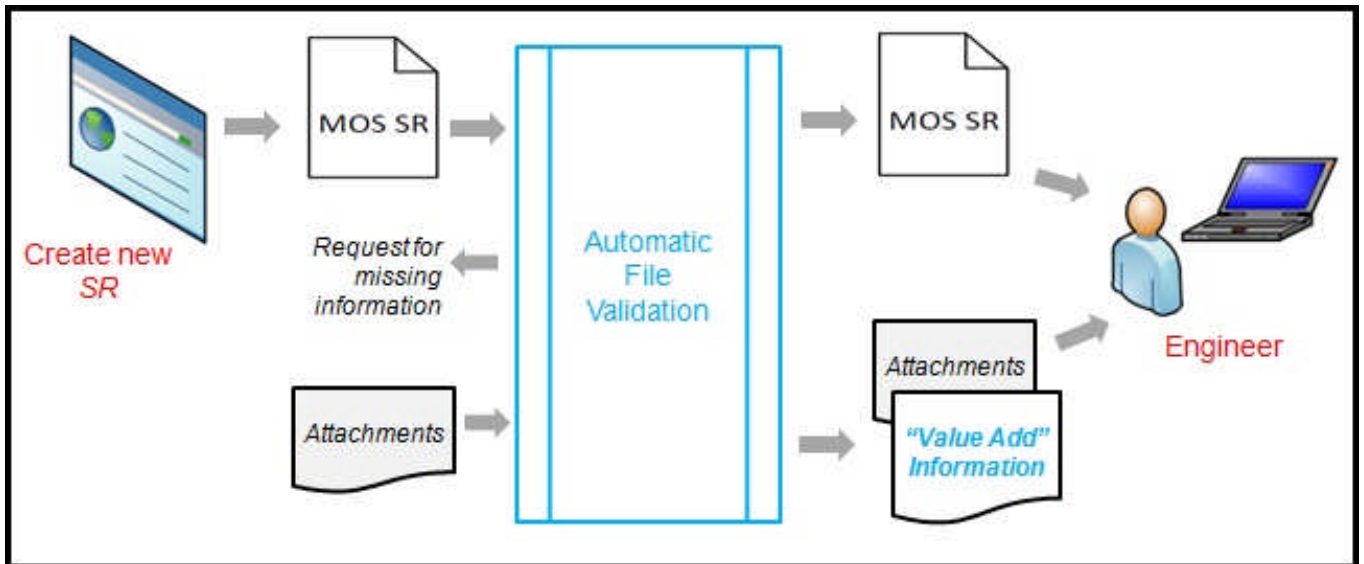 Create new
SR
MOS SR
Request for
missing
information
Attachments
Automatic
File
Validation
MOS SR
Attachments
“Value Add”
Information
Engineer